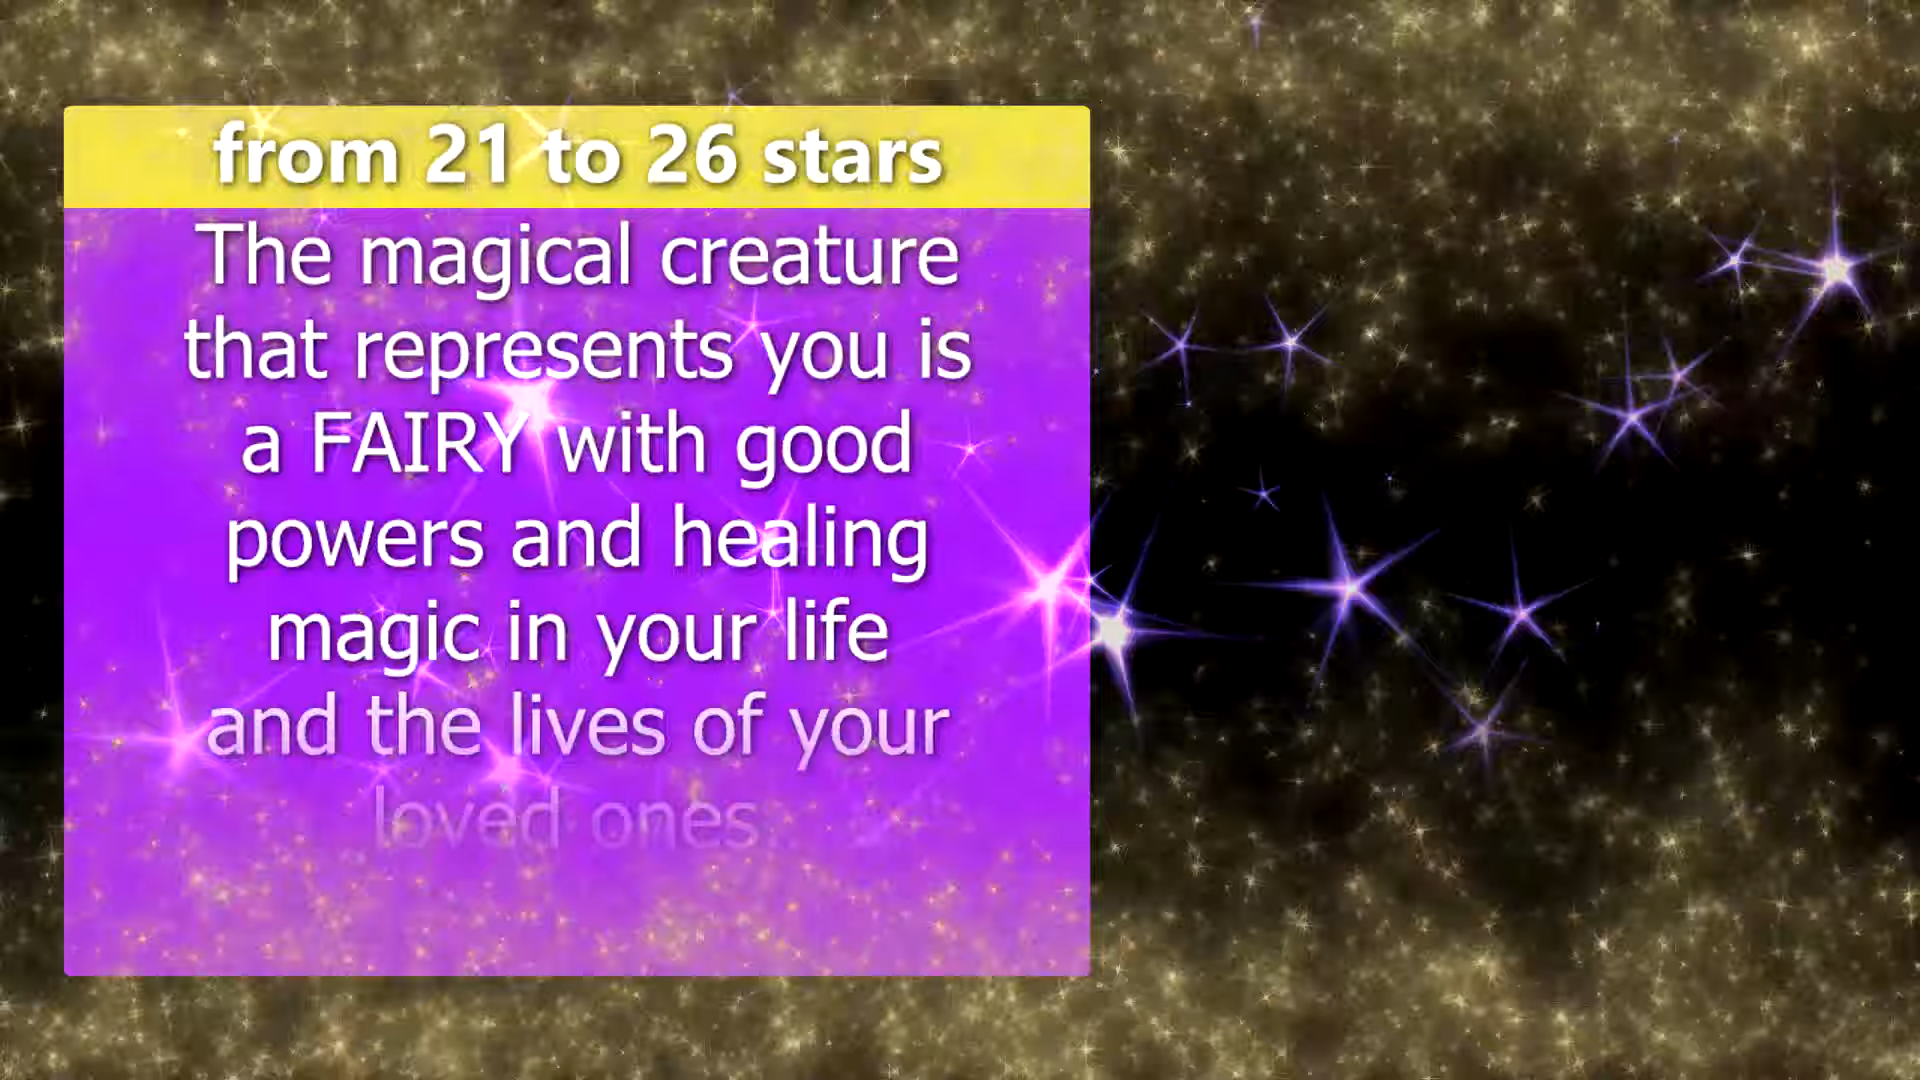 from 21 to 26 stars
The magical creature
that represents you is
a FAIRY with good
powers and healing
magic in your life
and the lives of your
loved ones.